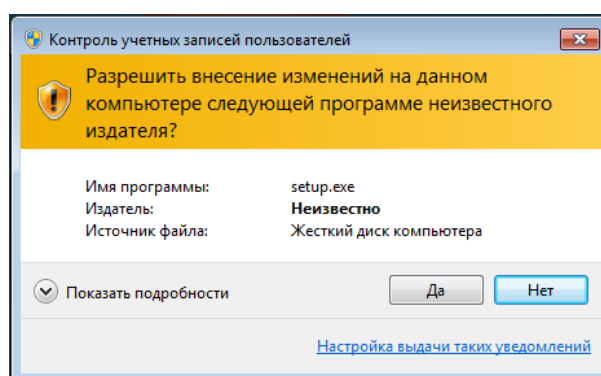 Контроль учетных записей пользователей
Разрешить внесение изменений на данном
компьютере следующей программе неизвестного
издателя?
Имя программы: setup.exe
Издатель: Неизвестно
Источник файла: Жесткий диск компьютера
Показать подробности Да Нет
Настройка выдачи таких уведомлений